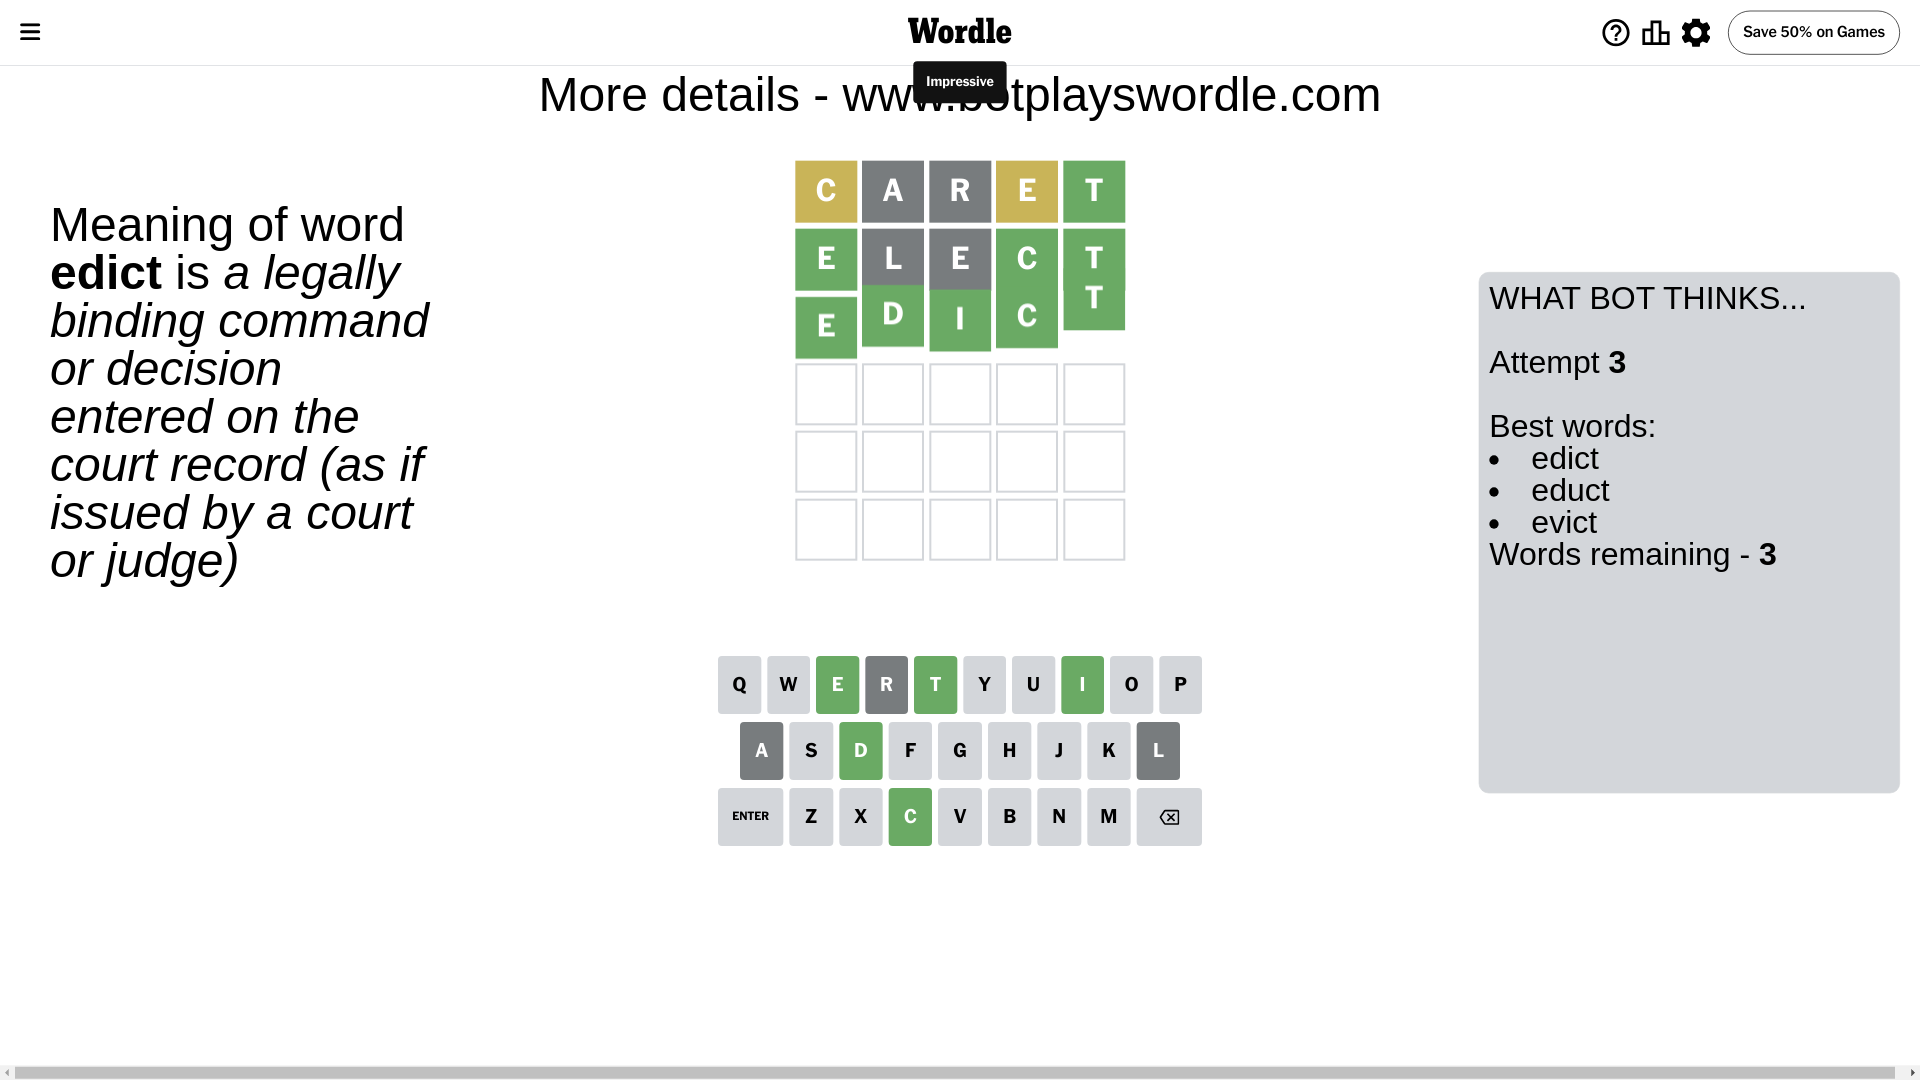 Wordle
Save 50% on Games
Impressive
More details - www.botplayswordle.com
Meaning of word
edict is a legally
binding command
or decision
entered on the
court record (as if
issued by a court
or judge)
C A R E T
E L E C T
E D I C T
WHAT BOT THINKS...
Attempt 3
Best words:
• edict
• educt
• evict
Words remaining - 3
Q W E R T Y U I O P
A S D F G H J K L
ENTER Z X C V B N M